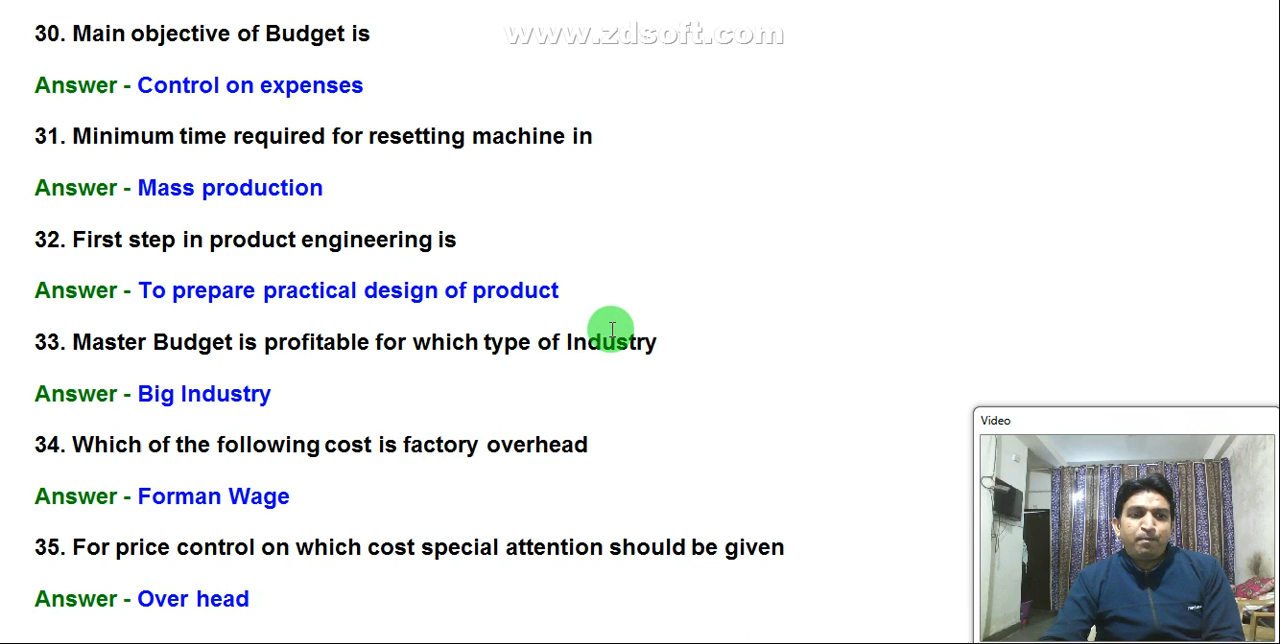 www.zdsoft.com
30. Main objective of Budget is
Answer - Control on expenses
31. Minimum time required for resetting machine in
Answer - Mass production
32. First step in product engineering is
Answer - To prepare practical design of product
33. Master Budget is profitable for which type of Industry
Answer - Big Industry
34. Which of the following cost is factory overhead
Answer - Forman Wage
35. For price control on which cost special attention should be given
Answer - Over head
Video